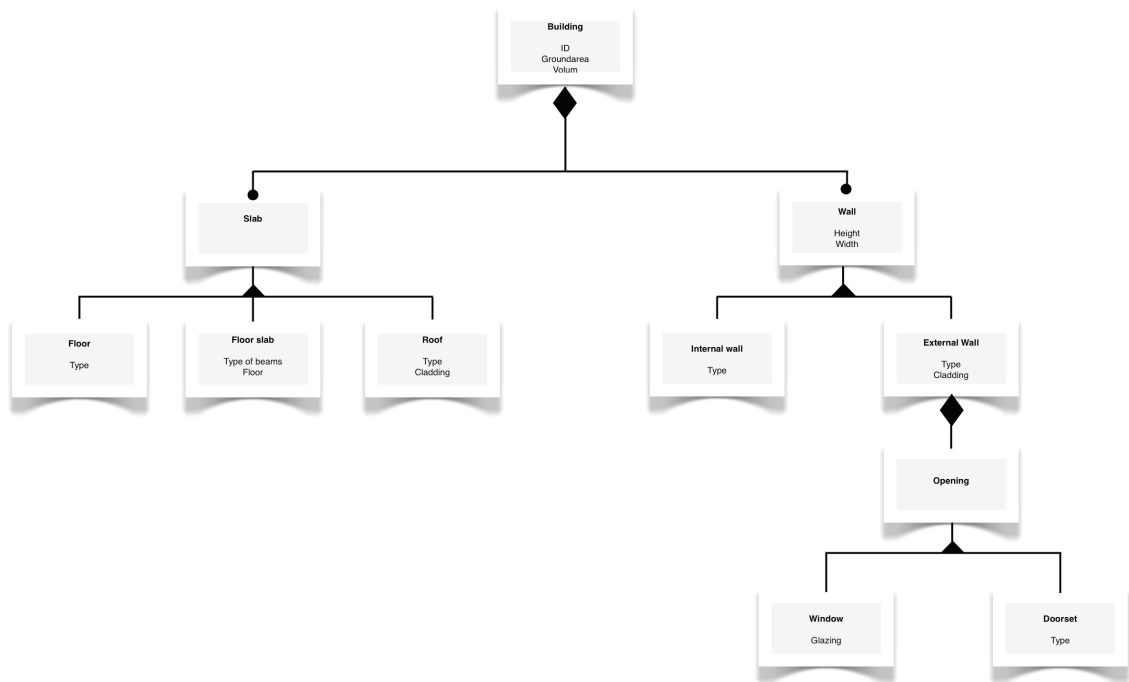 Building
ID
Groundarea
Volum
Slab
Wall
Height
Width
Floor
Type
Floor slab
Type of beams
Floor
Roof
Type
Cladding
Internal wall
Type
External Wall
Type
Cladding
Opening
Window
Glazing
Doorset
Type